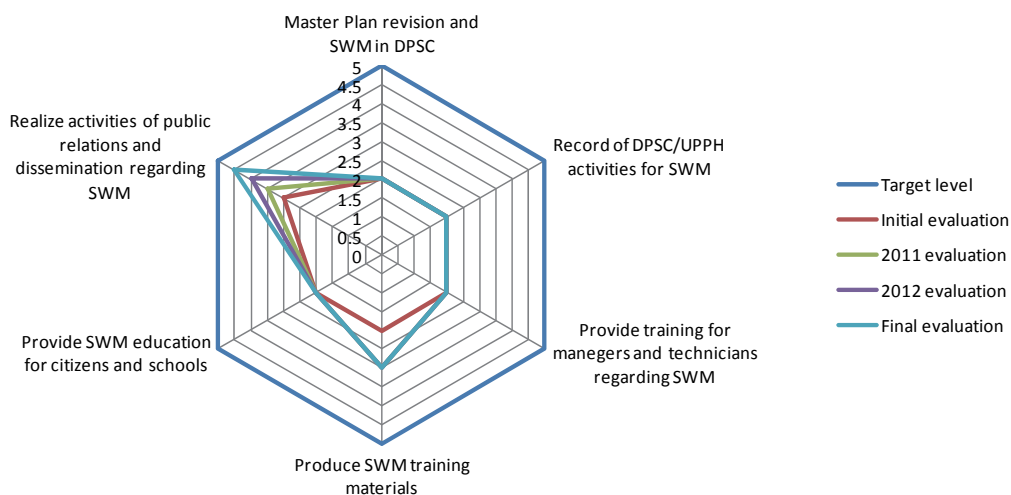 Master Plan revision and
SWM in DPSC
5
4.5
4
3.5
3
2.5
2
1.5
1
0.5
0
Realize activities of public
relations and
dissemination regarding
SWM
Record of DPSC/UPPH
activities for SWM
Provide SWM education
for citizens and schools
Provide training for
manegers and technicians
regarding SWM
Produce SWM training
materials
Target level
Initial evaluation
2011 evaluation
2012 evaluation
Final evaluation